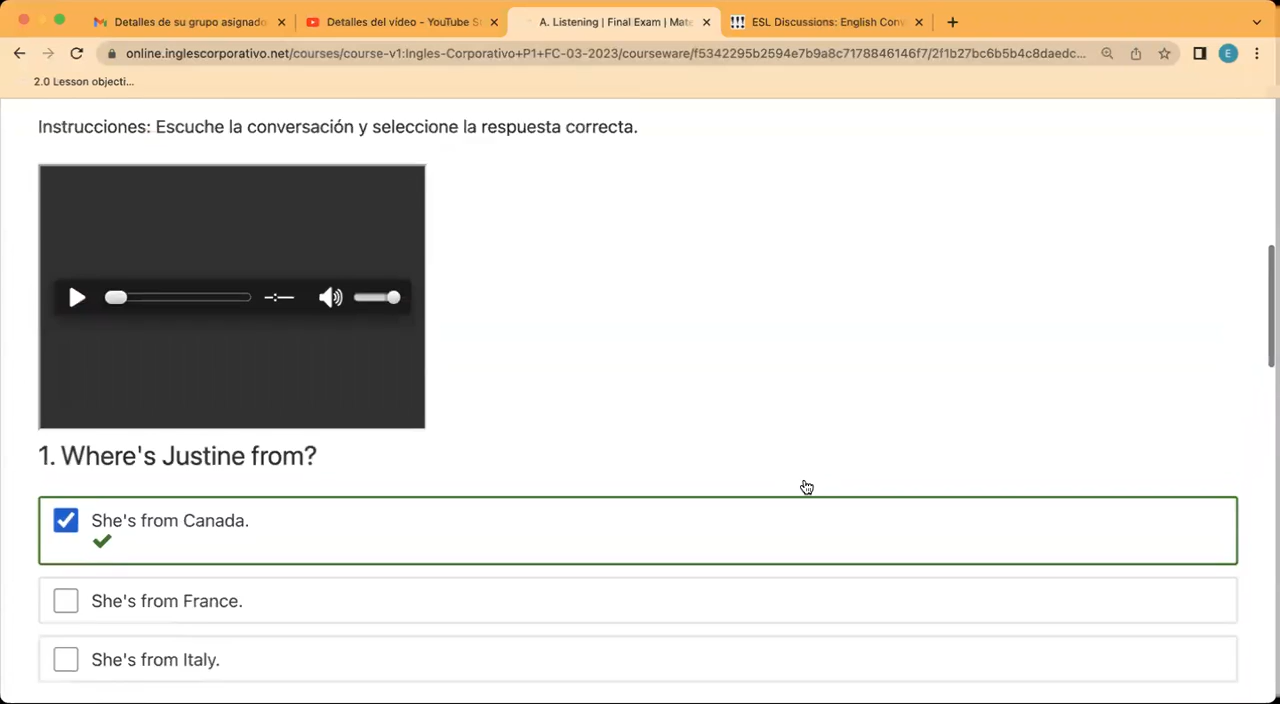 Detalles de su grupo asignado
Detalles del vídeo - YouTube S
A. Listening | Final Exam | Mate
ESL Discussions: English Conv
online.inglescorporativo.net/courses/course-v1:Ingles-Corporativo+P1+FC-03-2023/courseware/f5342295b2594e7b9a8c7178846146f7/2f1b27bc6b5b4c8daedc...
E
2.0 Lesson objecti...
Instrucciones: Escuche la conversación y seleccione la respuesta correcta.
-:--
1. Where's Justine from?
She's from Canada.
She's from France.
She's from Italy.